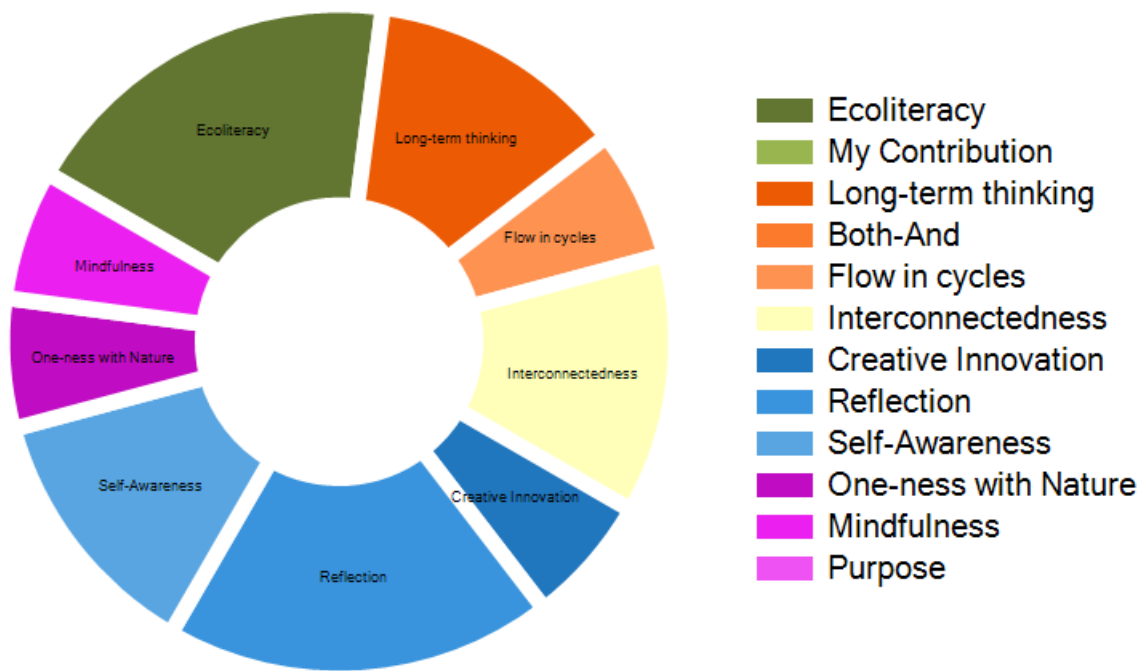 Ecoliteracy
Long-term thinking
Flow in cycles
Mindfulness
One-ness with Nature
Interconnectedness
Self-Awareness
Creative Innovation
Reflection
Ecoliteracy
My Contribution
Long-term thinking
Both-And
Flow in cycles
Interconnectedness
Creative Innovation
Reflection
Self-Awareness
One-ness with Nature
Mindfulness
Purpose